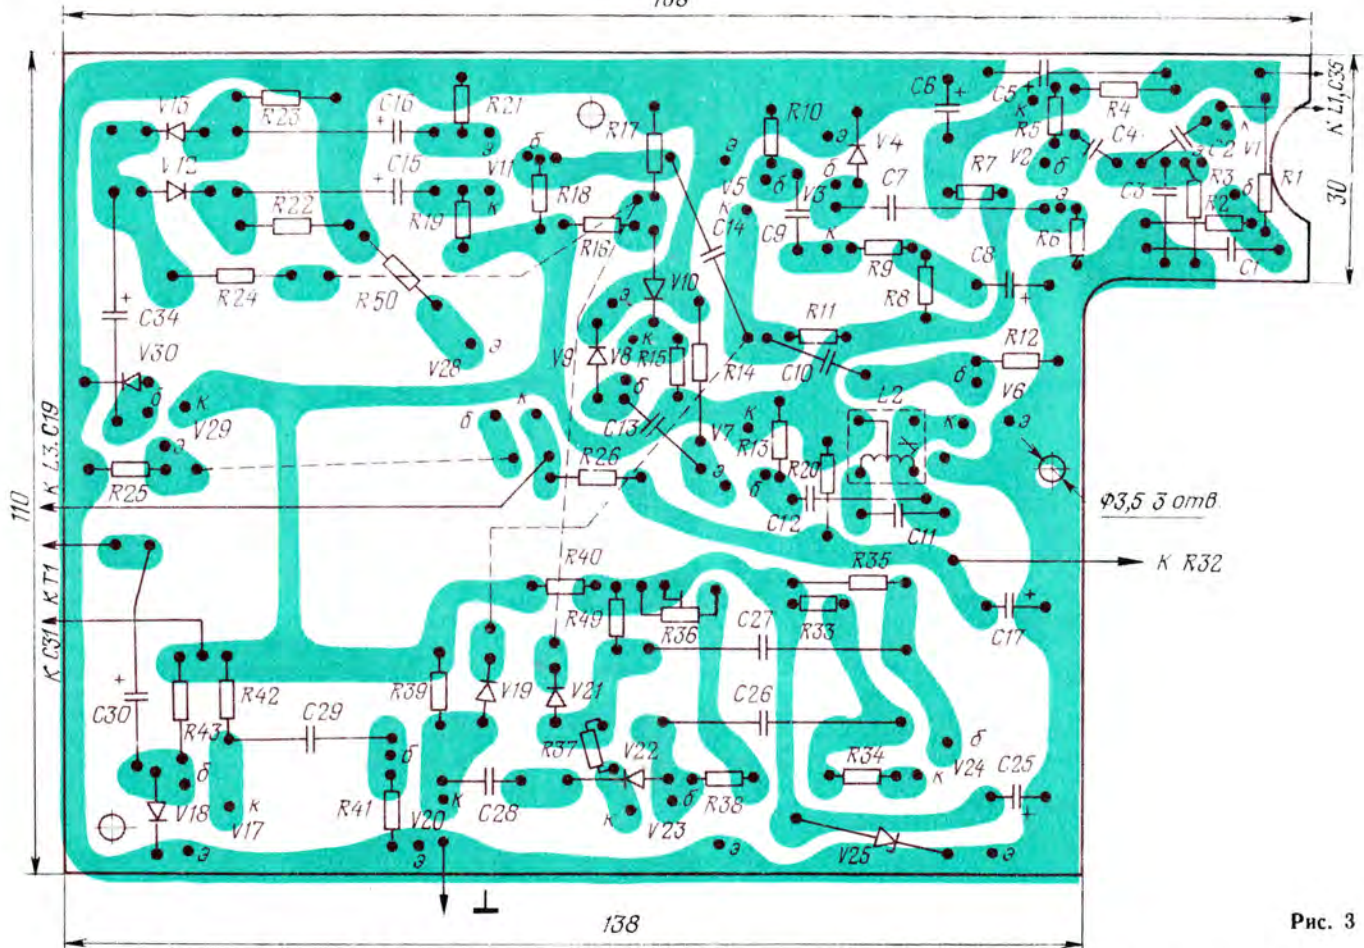 V15
R23
C16
R21
R17
R10
C6
C5
R4
К L1, C35
V12
C15
э
V11
б
R18
э
V5
б
э
V4
к
R5
V2
б
C4
C2
к
V1
30
R22
R19
к
R16
к
C14
C9
V3
б
C7
R7
э
C3
э
R3
R2
б
R1
R24
R50
V10
к
R9
R8
C8
R6
C1
C34
э
V30
V28
э
V9
V8
к
R15
R14
R11
C10
R12
б
к
V29
б
к
б
C13
V7
к
L2
б
V6
к
э
110
К L3, C19
э
R25
R26
э
R13
б
R20
C12
C11
Ф3,5 3 отв.
К T1
R40
R35
К R32
К C31
R49
R36
C27
R33
C17
C30
R43
R42
C29
R39
V19
V21
C26
б
V18
к
V17
б
R41
V20
к
C28
R37
V22
к
б
V23
R38
R34
к
б
V24
C25
э
э
э
V25
э
138
Рис. 3